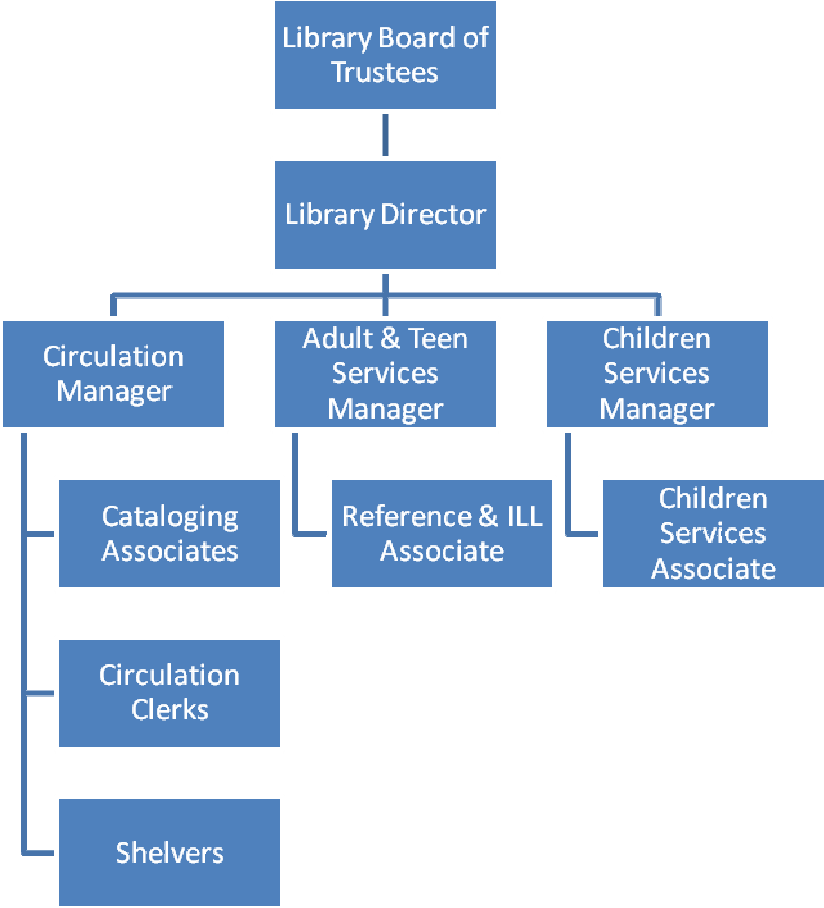 Library Board of
Trustees
Library Director
Circulation
Manager
Adult & Teen
Services
Manager
Children
Services
Manager
Cataloging
Associates
Reference & ILL
Associate
Children
Services
Associate
Circulation
Clerks
Shelvers